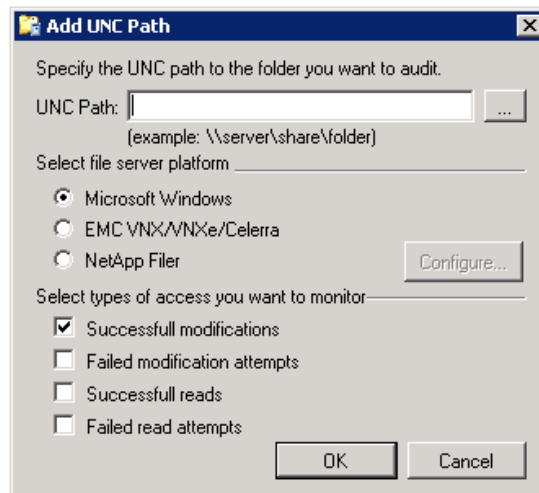 Add UNC Path
Specify the UNC path to the folder you want to audit.
UNC Path:
...
(example: \\server\share\folder)
Select file server platform
Microsoft Windows
EMC VNX/VNXe/Celerra
NetApp Filer
Configure...
Select types of access you want to monitor
Successfull modifications
Failed modification attempts
Successfull reads
Failed read attempts
OK
Cancel